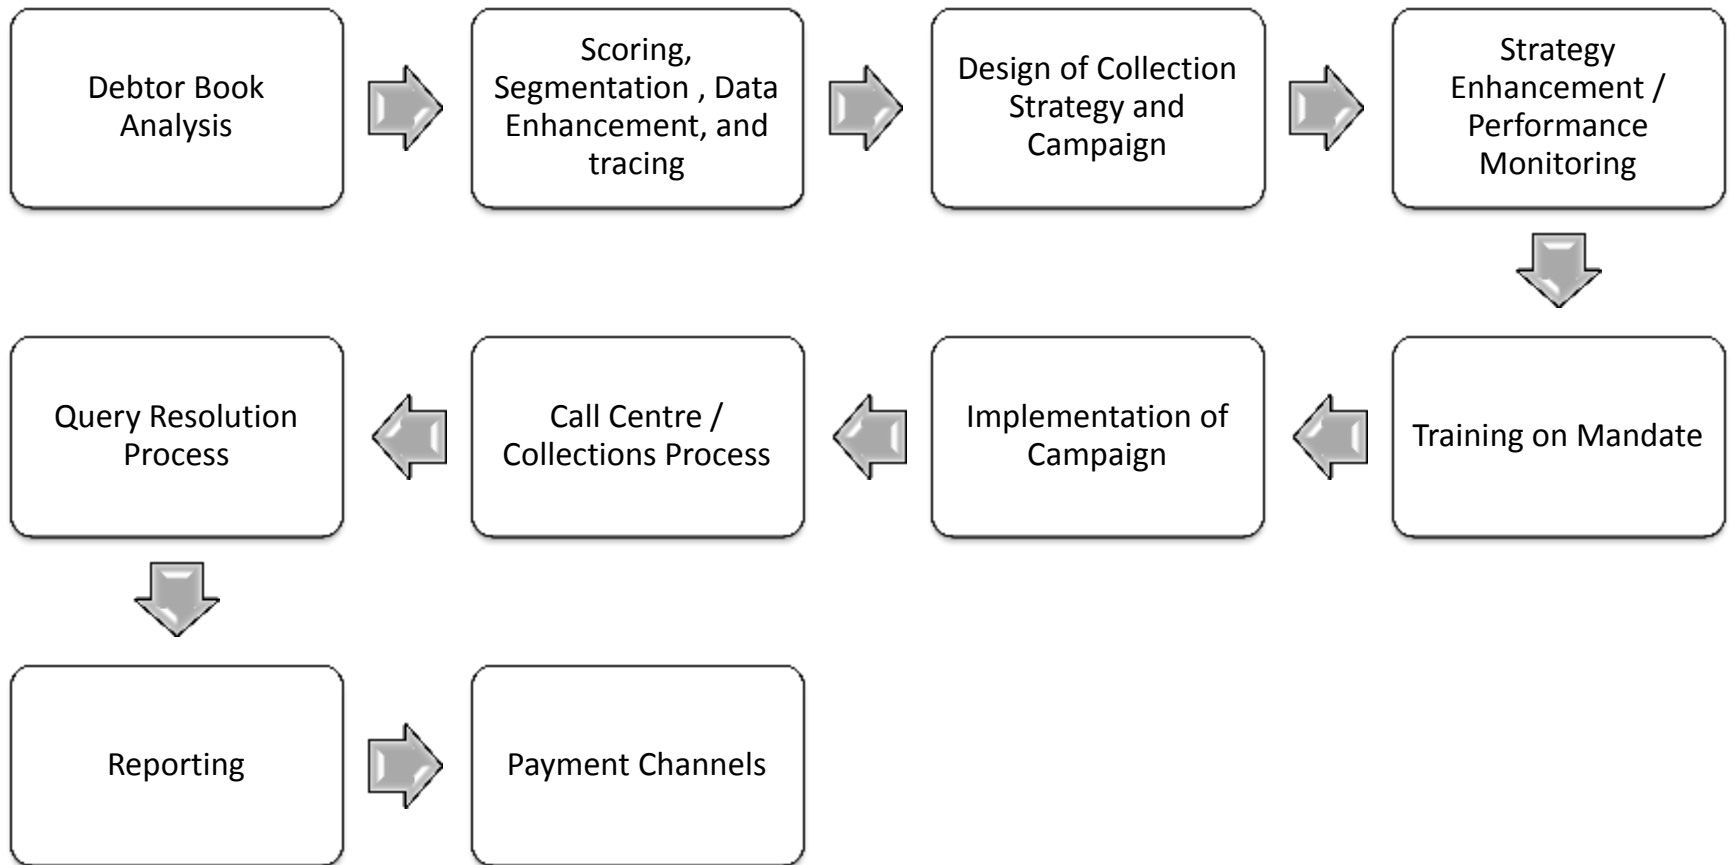 Debtor Book
Analysis
Scoring,
Segmentation , Data
Enhancement, and
tracing
Design of Collection
Strategy and
Campaign
Strategy
Enhancement /
Performance
Monitoring
Training on Mandate
Implementation of
Campaign
Call Centre /
Collections Process
Query Resolution
Process
Reporting
Payment Channels